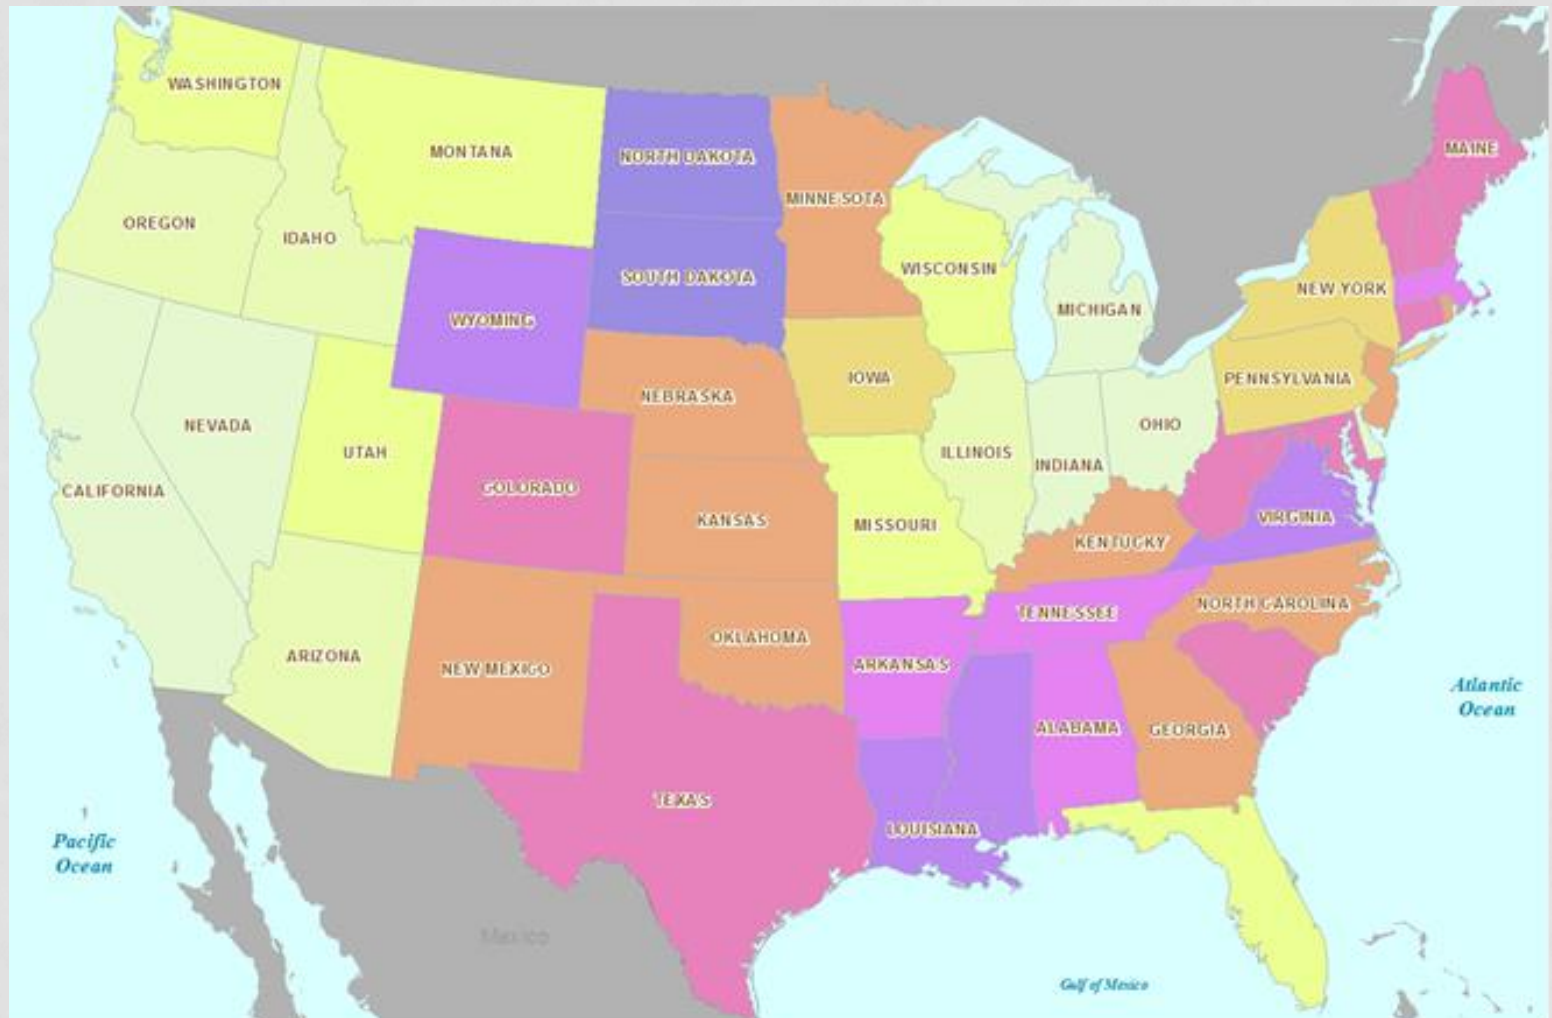 WASHINGTON
MONTANA
NORTH DAKOTA
MAINE
MINNESOTA
OREGON
IDAHO
WISCONSIN
SOUTH DAKOTA
NEW YORK
MICHIGAN
WYOMING
IOWA
PENNSYLVANIA
NEBRASKA
NEVADA
OHIO
UTAH
ILLINOIS
INDIANA
COLORADO
CALIFORNIA
VIRGINIA
KANSAS
MISSOURI
KENTUCKY
NORTH CAROLINA
TENNESSEE
OKLAHOMA
ARIZONA
ARKANSAS
NEW MEXICO
Atlantic
Ocean
ALABAMA
GEORGIA
TEXAS
LOUISIANA
Pacific
Ocean
Mexico
Gulf of Mexico